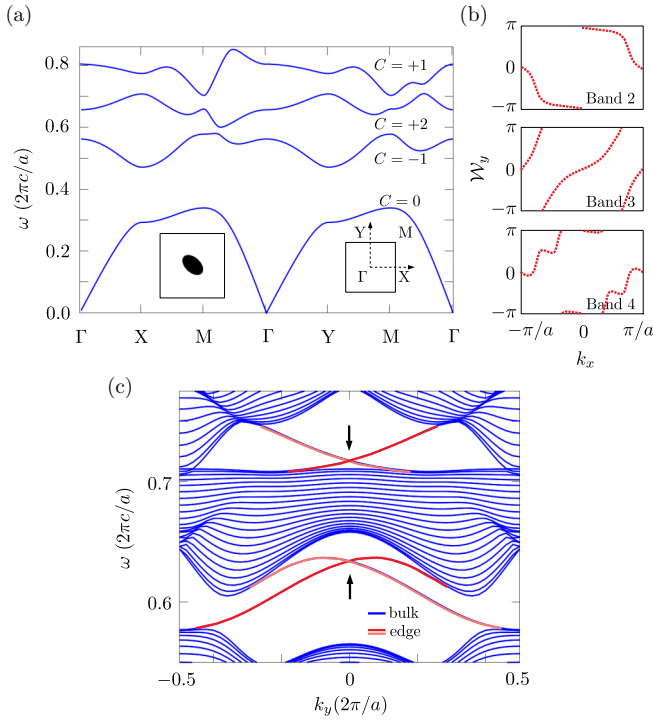 (a)
0.8
0.6
0.4
0.2
0.0
ω (2πc/a)
C = +1
C = +2
C = −1
C = 0
Y
M
Γ
X
Γ
X
M
Γ
Y
M
Γ
(b)
π
0
−π
Band 2
π
0
−π
Band 3
π
0
−π
Band 4
𝒲y
−π/a
0
π/a
kx
(c)
0.7
0.6
ω (2πc/a)
bulk
edge
−0.5
0
0.5
ky(2π/a)